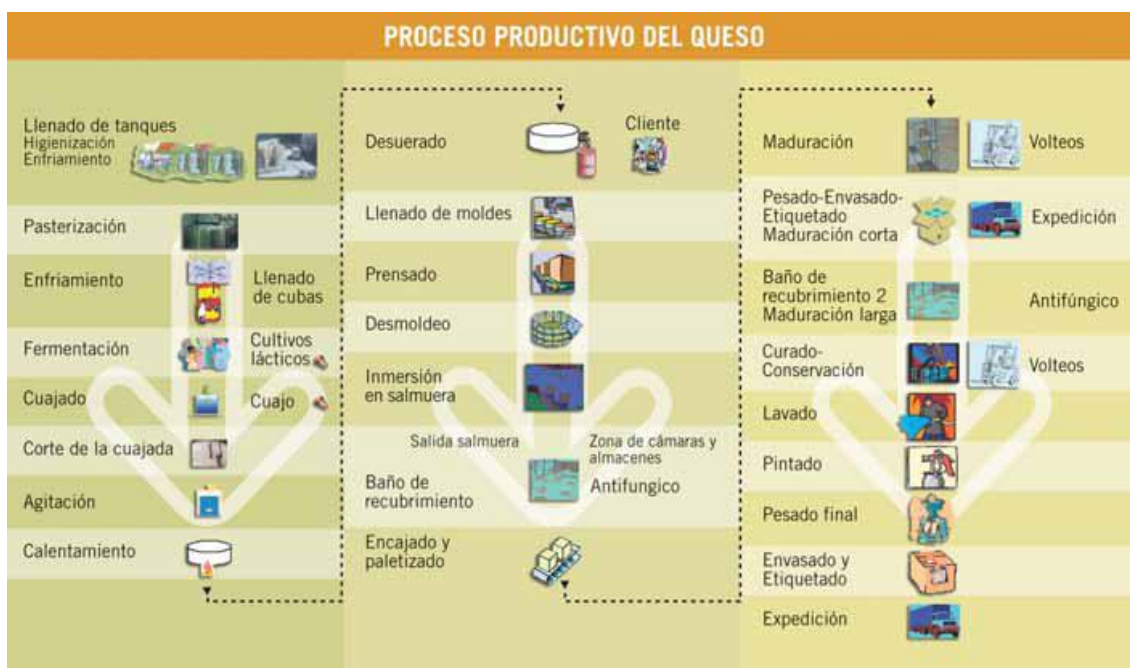 PROCESO PRODUCTIVO DEL QUESO
Llenado de tanques
Higienización
Enfriamiento
Pasterización
Enfriamiento
Llenado
de cubas
Fermentación
Cultivos
lácticos
Cuajado
Cuajo
Corte de la cuajada
Agitación
Calentamiento
Desuerado
Cliente
Llenado de moldes
Prensado
Desmoldeo
Inmersión
en salmuera
Salida salmuera
Zona de cámaras y
almacenes
Baño de
recubrimiento
Antifungico
Encajado y
paletizado
Maduración
Volteos
Pesado-Envasado-
Etiquetado
Maduración corta
Expedición
Baño de
recubrimiento 2
Maduración larga
Antifúngico
Curado-
Conservación
Volteos
Lavado
Pintado
Pesado final
Envasado y
Etiquetado
Expedición